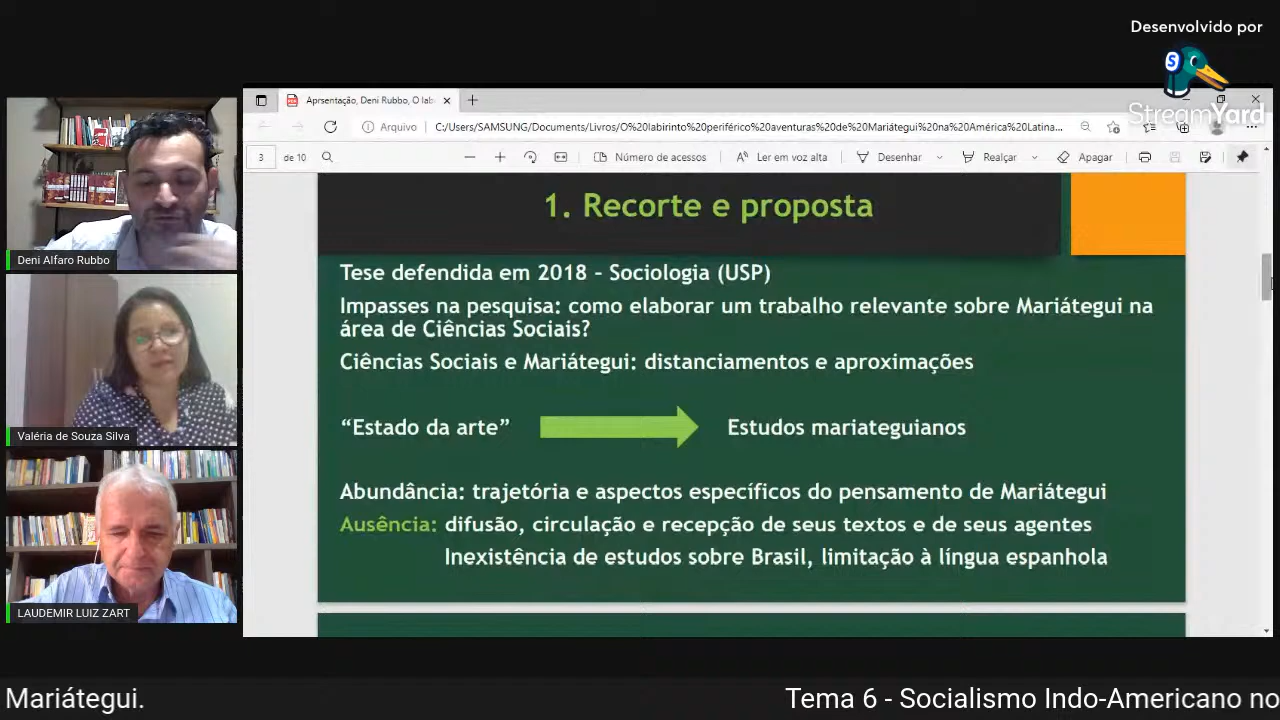 Desenvolvido por
S
StreamYard
Aprsentação, Deni Rubbo, O lab
Arquivo
C:/Users/SAMSUNG/Documents/Livros/O%20labirinto%20periférico%20aventuras%20de%20Mariátegui%20na%20América%20Latina...
3 de 10
Número de acessos
Ler em voz alta
Desenhar
Realçar
Apagar
1. Recorte e proposta
Tese defendida em 2018 – Sociologia (USP)
Impasses na pesquisa: como elaborar um trabalho relevante sobre Mariátegui na
área de Ciências Sociais?
Ciências Sociais e Mariátegui: distanciamentos e aproximações
“Estado da arte”
Estudos mariateguianos
Abundância: trajetória e aspectos específicos do pensamento de Mariátegui
Ausência: difusão, circulação e recepção de seus textos e de seus agentes
Inexistência de estudos sobre Brasil, limitação à língua espanhola
Deni Alfaro Rubbo
Valéria de Souza Silva
LAUDEMIR LUIZ ZART
Mariátegui.
Tema 6 - Socialismo Indo-Americano no